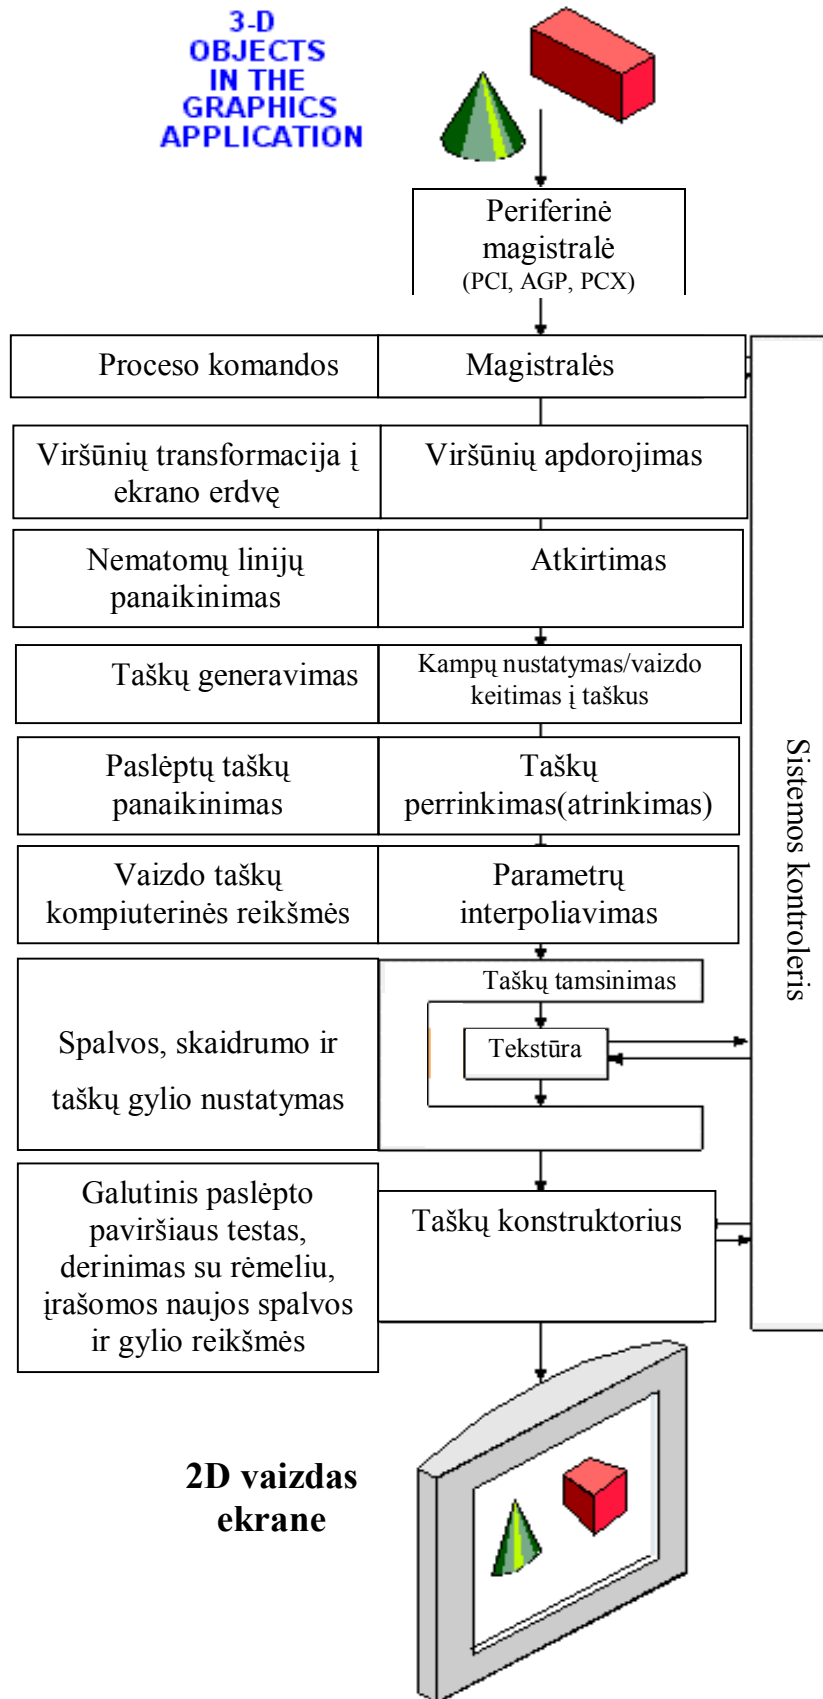 3-D
OBJECTS
IN THE
GRAPHICS
APPLICATION
Periferinė
magistralė
(PCI, AGP, PCX)
Proceso komandos
Magistralės
Viršūnių transformacija į
ekrano erdvę
Viršūnių apdorojimas
Nematomų linijų
panaikinimas
Atkirtimas
Taškų generavimas
Kampų nustatymas/vaizdo
keitimas į taškus
Paslėptų taškų
panaikinimas
Taškų
perrinkimas(atrinkimas)
Vaizdo taškų
kompiuterinės reikšmės
Parametrų
interpoliavimas
Spalvos, skaidrumo ir
taškų gylio nustatymas
Taškų tamsinimas
Tekstūra
Galutinis paslėpto
paviršiaus testas,
derinimas su rėmeliu,
įrašomos naujos spalvos
ir gylio reikšmės
Taškų konstruktorius
Sistemos kontroleris
2D vaizdas
ekrane